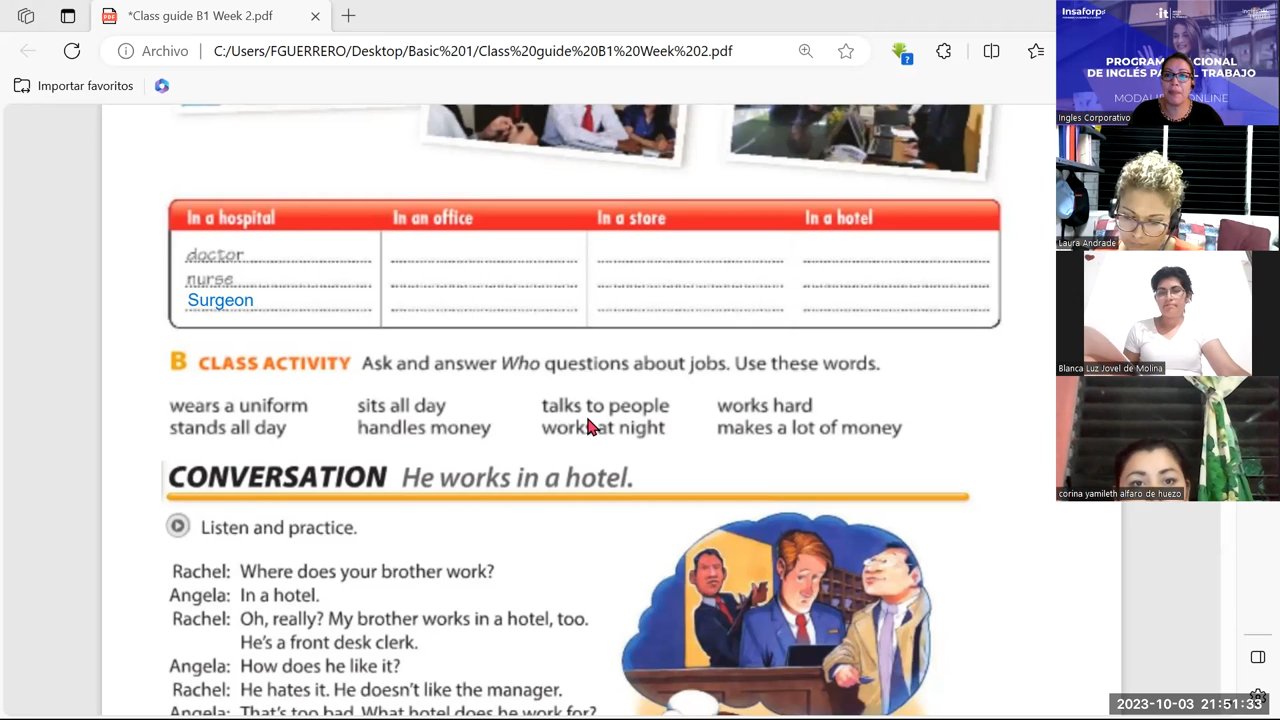 *Class guide B1 Week 2.pdf
Archivo
C:/Users/FGUERRERO/Desktop/Basic%201/Class%20guide%20B1%20Week%202.pdf
Importar favoritos
In a hospital
In an office
In a store
In a hotel
doctor
nurse
Surgeon
B CLASS ACTIVITY Ask and answer Who questions about jobs. Use these words.
wears a uniform
sits all day
talks to people
works hard
stands all day
handles money
works at night
makes a lot of money
CONVERSATION He works in a hotel.
Listen and practice.
Rachel: Where does your brother work?
Angela: In a hotel.
Rachel: Oh, really? My brother works in a hotel, too.
He's a front desk clerk.
Angela: How does he like it?
Rachel: He hates it. He doesn't like the manager.
Angela: That's too bad. What hotel does he work for?
Insaforp
Ingles Corporativo
Laura Andrade
Blanca Luz Jovel de Molina
corina yamileth alfaro de huezo
2023-10-03 21:51:33